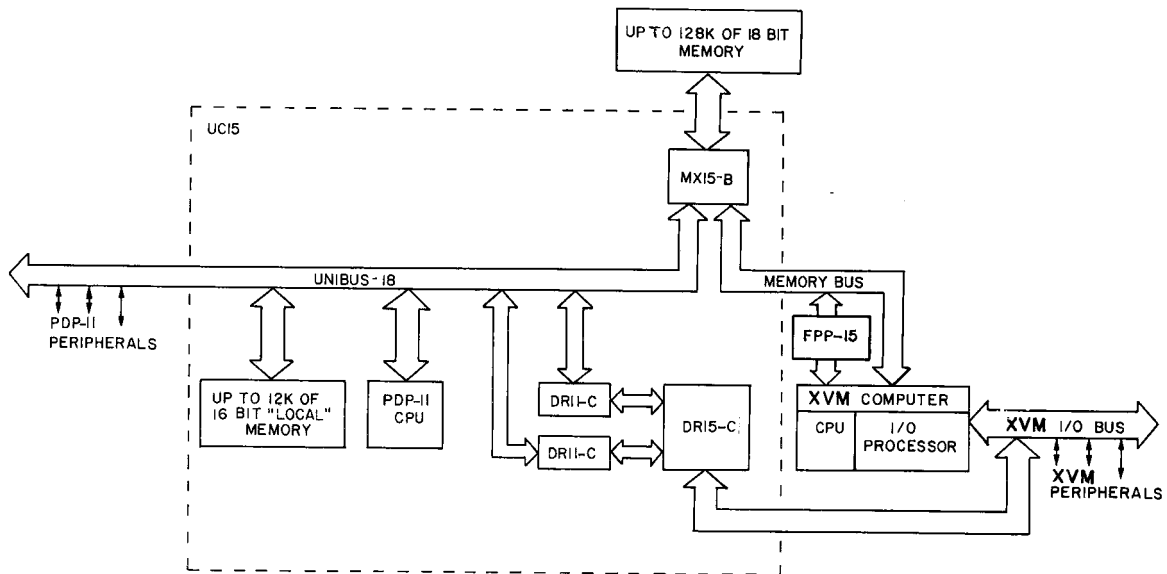 UP TO 128K OF 18 BIT
MEMORY
UC15
MX15-B
UNIBUS-18
MEMORY BUS
PDP-11
PERIPHERALS
FPP-15
UP TO 12K OF
16 BIT "LOCAL"
MEMORY
PDP-11
CPU
DR11-C
DR11-C
DR15-C
XVM COMPUTER
CPU
I/O
PROCESSOR
XVM I/O BUS
XVM
PERIPHERALS